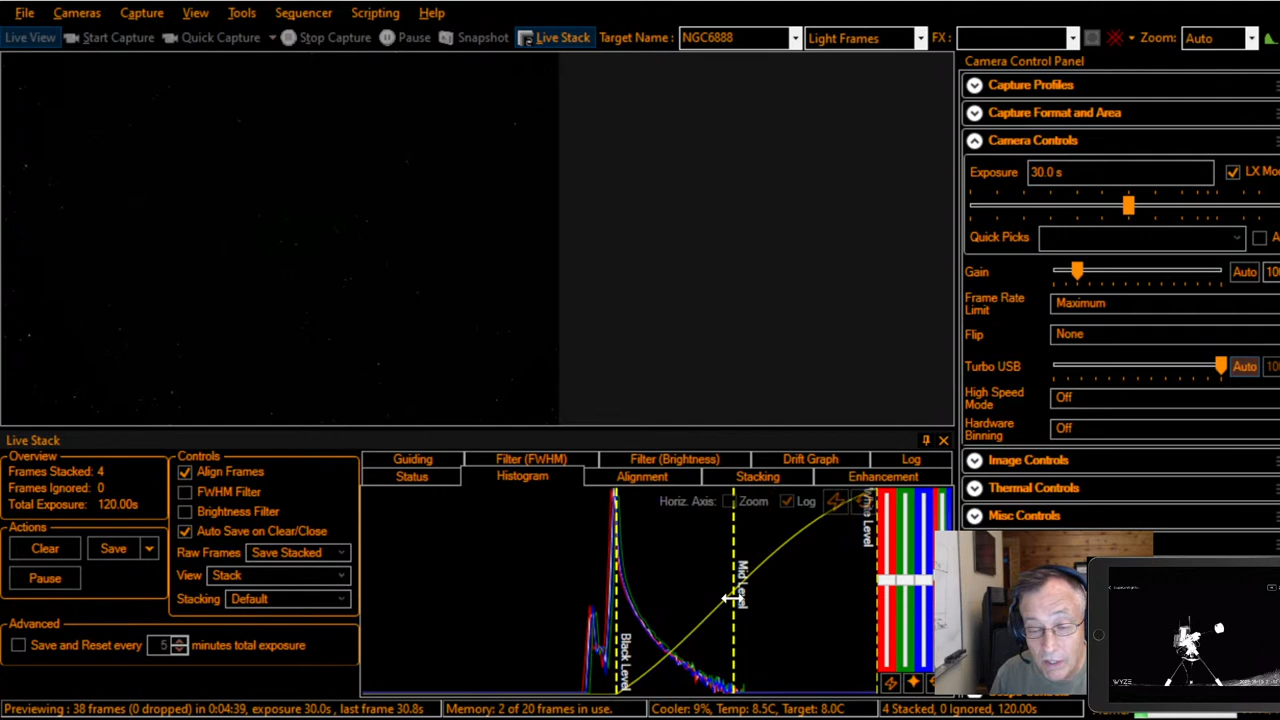 File Cameras Capture View Tools Sequencer Scripting Help
Live View Start Capture Quick Capture Stop Capture Pause Snapshot Live Stack Target Name : NGC6888 Light Frames FX : Zoom: Auto
Camera Control Panel
Capture Profiles
Capture Format and Area
Camera Controls
Exposure 30.0 s LX Mo
Quick Picks
Gain Auto
Frame Rate Limit Maximum
Flip None
Turbo USB Auto
High Speed Mode Off
Hardware Binning Off
Image Controls
Thermal Controls
Misc Controls
Live Stack
Overview
Frames Stacked: 4
Frames Ignored: 0
Total Exposure: 120.00s
Actions
Clear Save
Pause
Controls
Align Frames
FWHM Filter
Brightness Filter
Auto Save on Clear/Close
Raw Frames Save Stacked
View Stack
Stacking Default
Advanced
Save and Reset every 5 minutes total exposure
Guiding Filter (FWHM) Filter (Brightness) Drift Graph Log
Status Histogram Alignment Stacking Enhancement
Horiz. Axis: Zoom Log
Black Level
Mid Level
White Level
WYZE
Previewing : 38 frames (0 dropped) in 0:04:39, exposure 30.0s , last frame 30.8s Memory: 2 of 20 frames in use. Cooler: 9%, Temp: 8.5C, Target: 8.0C 4 Stacked, 0 Ignored, 120.00s